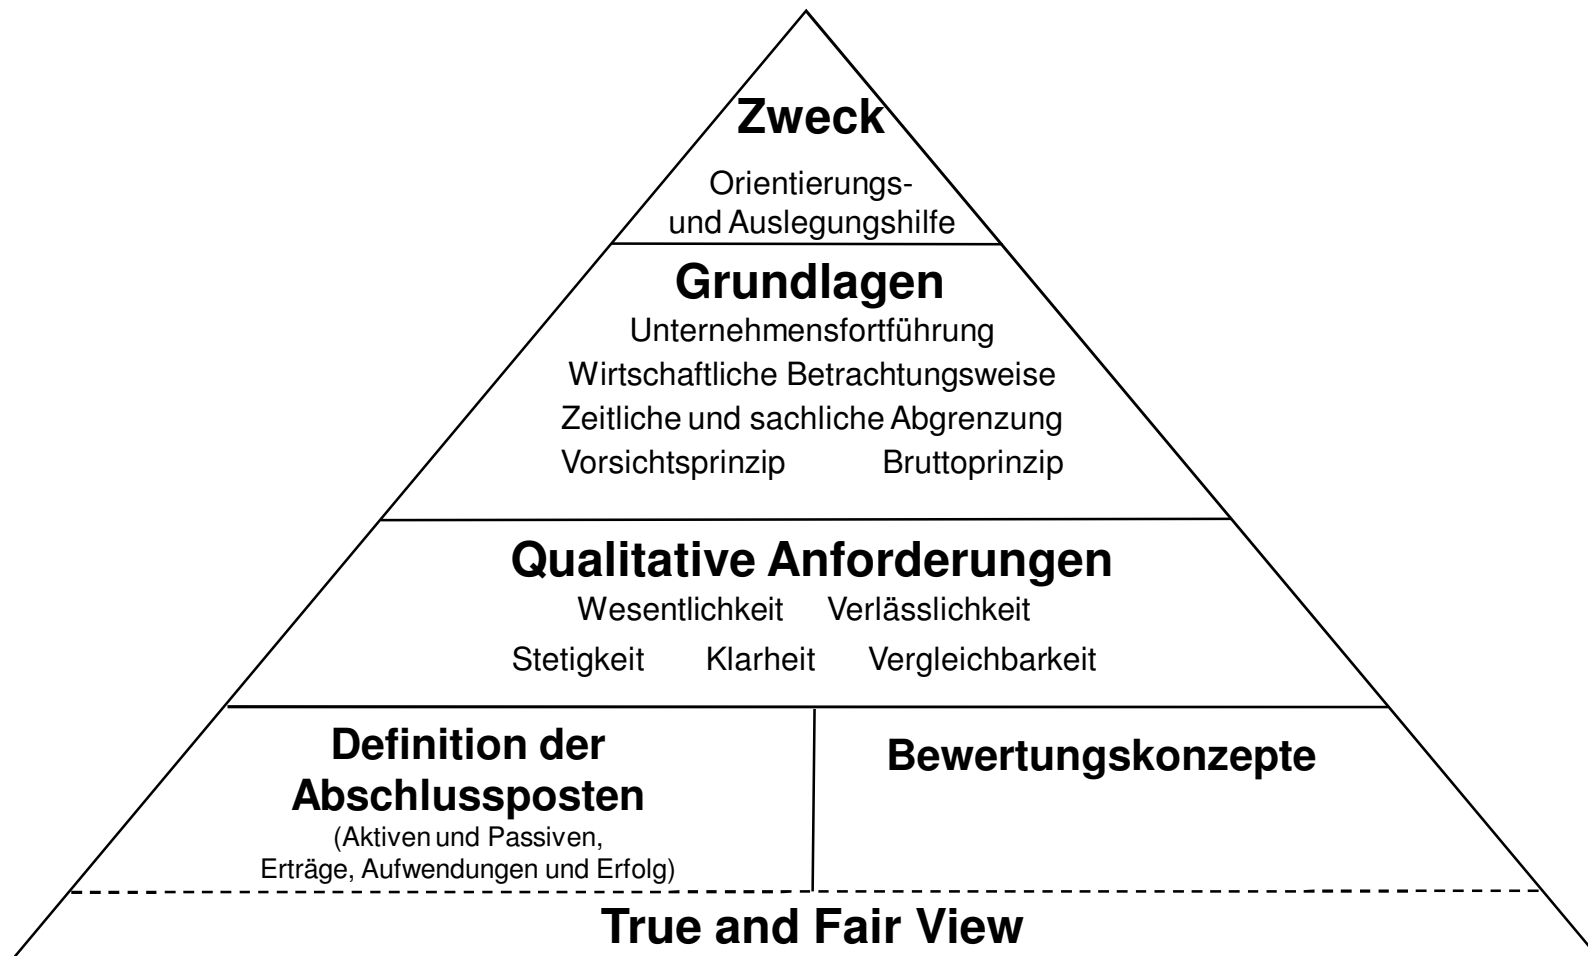 Zweck
Orientierungs-
und Auslegungshilfe
Grundlagen
Unternehmensfortführung
Wirtschaftliche Betrachtungsweise
Zeitliche und sachliche Abgrenzung
Vorsichtsprinzip Bruttoprinzip
Qualitative Anforderungen
Wesentlichkeit Verlässlichkeit
Stetigkeit Klarheit Vergleichbarkeit
Definition der
Abschlussposten
(Aktiven und Passiven,
Erträge, Aufwendungen und Erfolg)
Bewertungskonzepte
True and Fair View